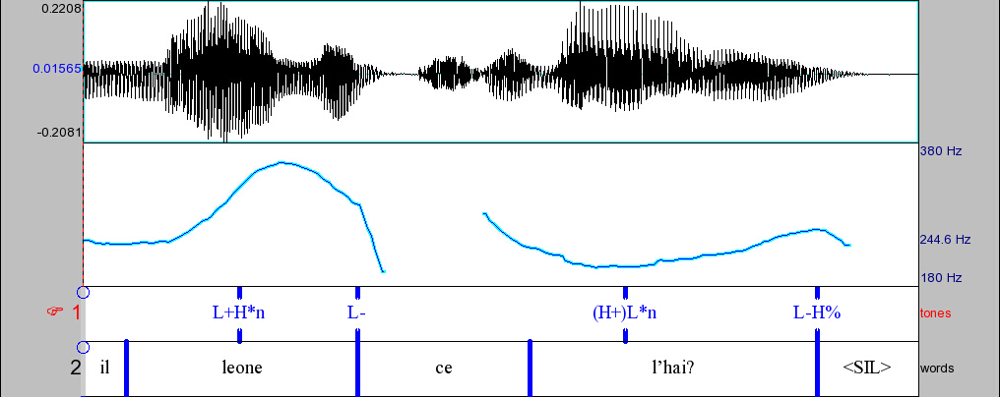 0.2208
0.01565
-0.2081
380 Hz
244.6 Hz
180 Hz
☞ 1 L+H*n L- (H+)L*n L-H% tones
2 il leone ce l'hai? <SIL> words